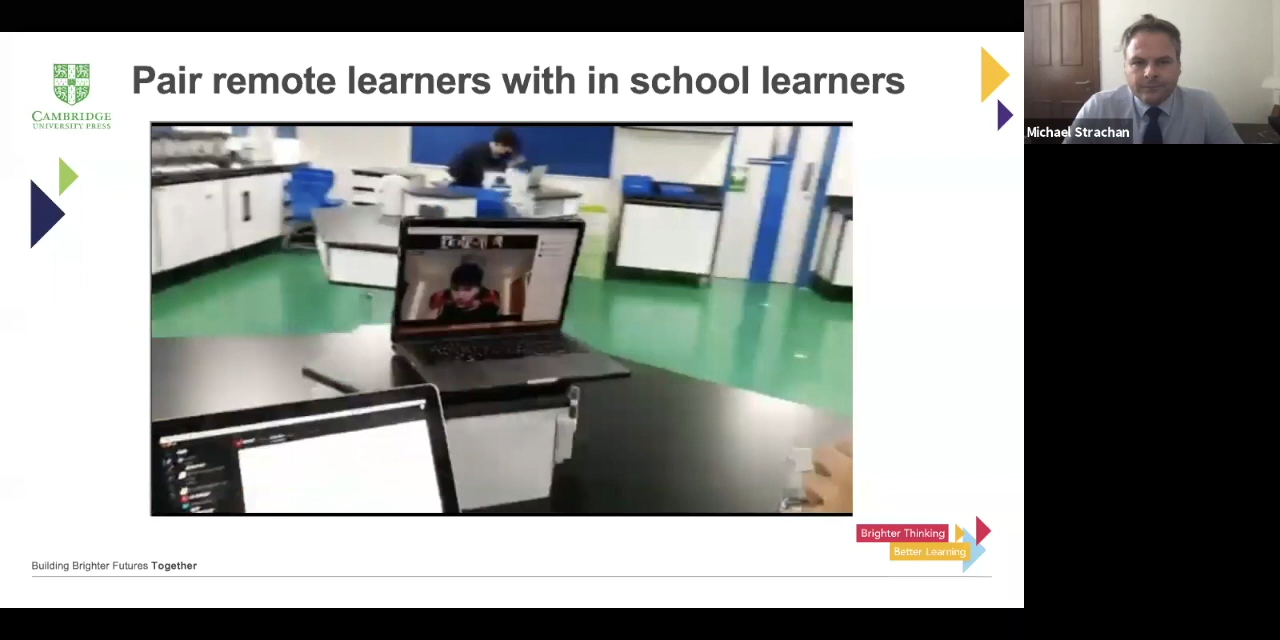 Pair remote learners with in school learners
CAMBRIDGE
UNIVERSITY PRESS
Michael Strachan
Brighter Thinking
Better Learning
Building Brighter Futures Together